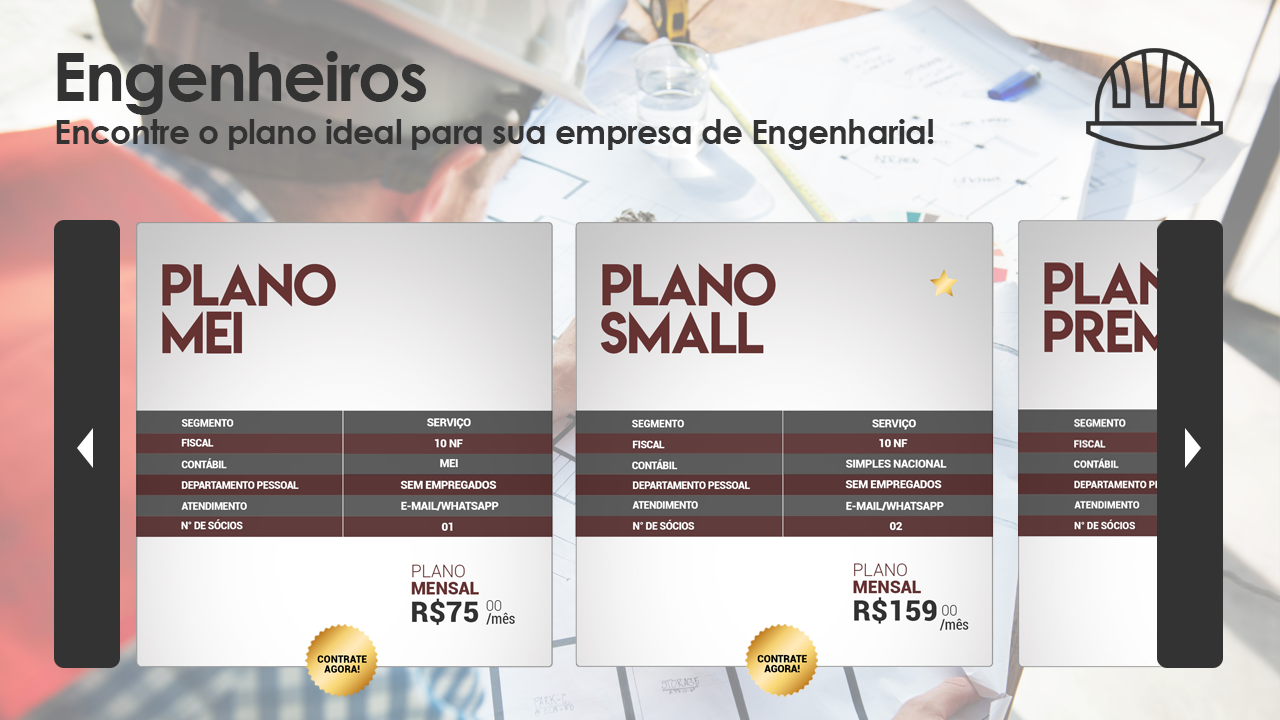 Engenheiros
Encontre o plano ideal para sua empresa de Engenharia!
PLANO
MEI
SEGMENTO SERVIÇO
FISCAL 10 NF
CONTÁBIL MEI
DEPARTAMENTO PESSOAL SEM EMPREGADOS
ATENDIMENTO E-MAIL/WHATSAPP
N° DE SÓCIOS 01
PLANO
MENSAL
R$75 00
/mês
CONTRATE
AGORA!
PLANO
SMALL
SEGMENTO SERVIÇO
FISCAL 10 NF
CONTÁBIL SIMPLES NACIONAL
DEPARTAMENTO PESSOAL SEM EMPREGADOS
ATENDIMENTO E-MAIL/WHATSAPP
N° DE SÓCIOS 02
PLANO
MENSAL
R$159 00
/mês
CONTRATE
AGORA!
PLAN
PREM
SEGMENTO
FISCAL
CONTÁBIL
DEPARTAMENTO PE
ATENDIMENTO
N° DE SÓCIOS